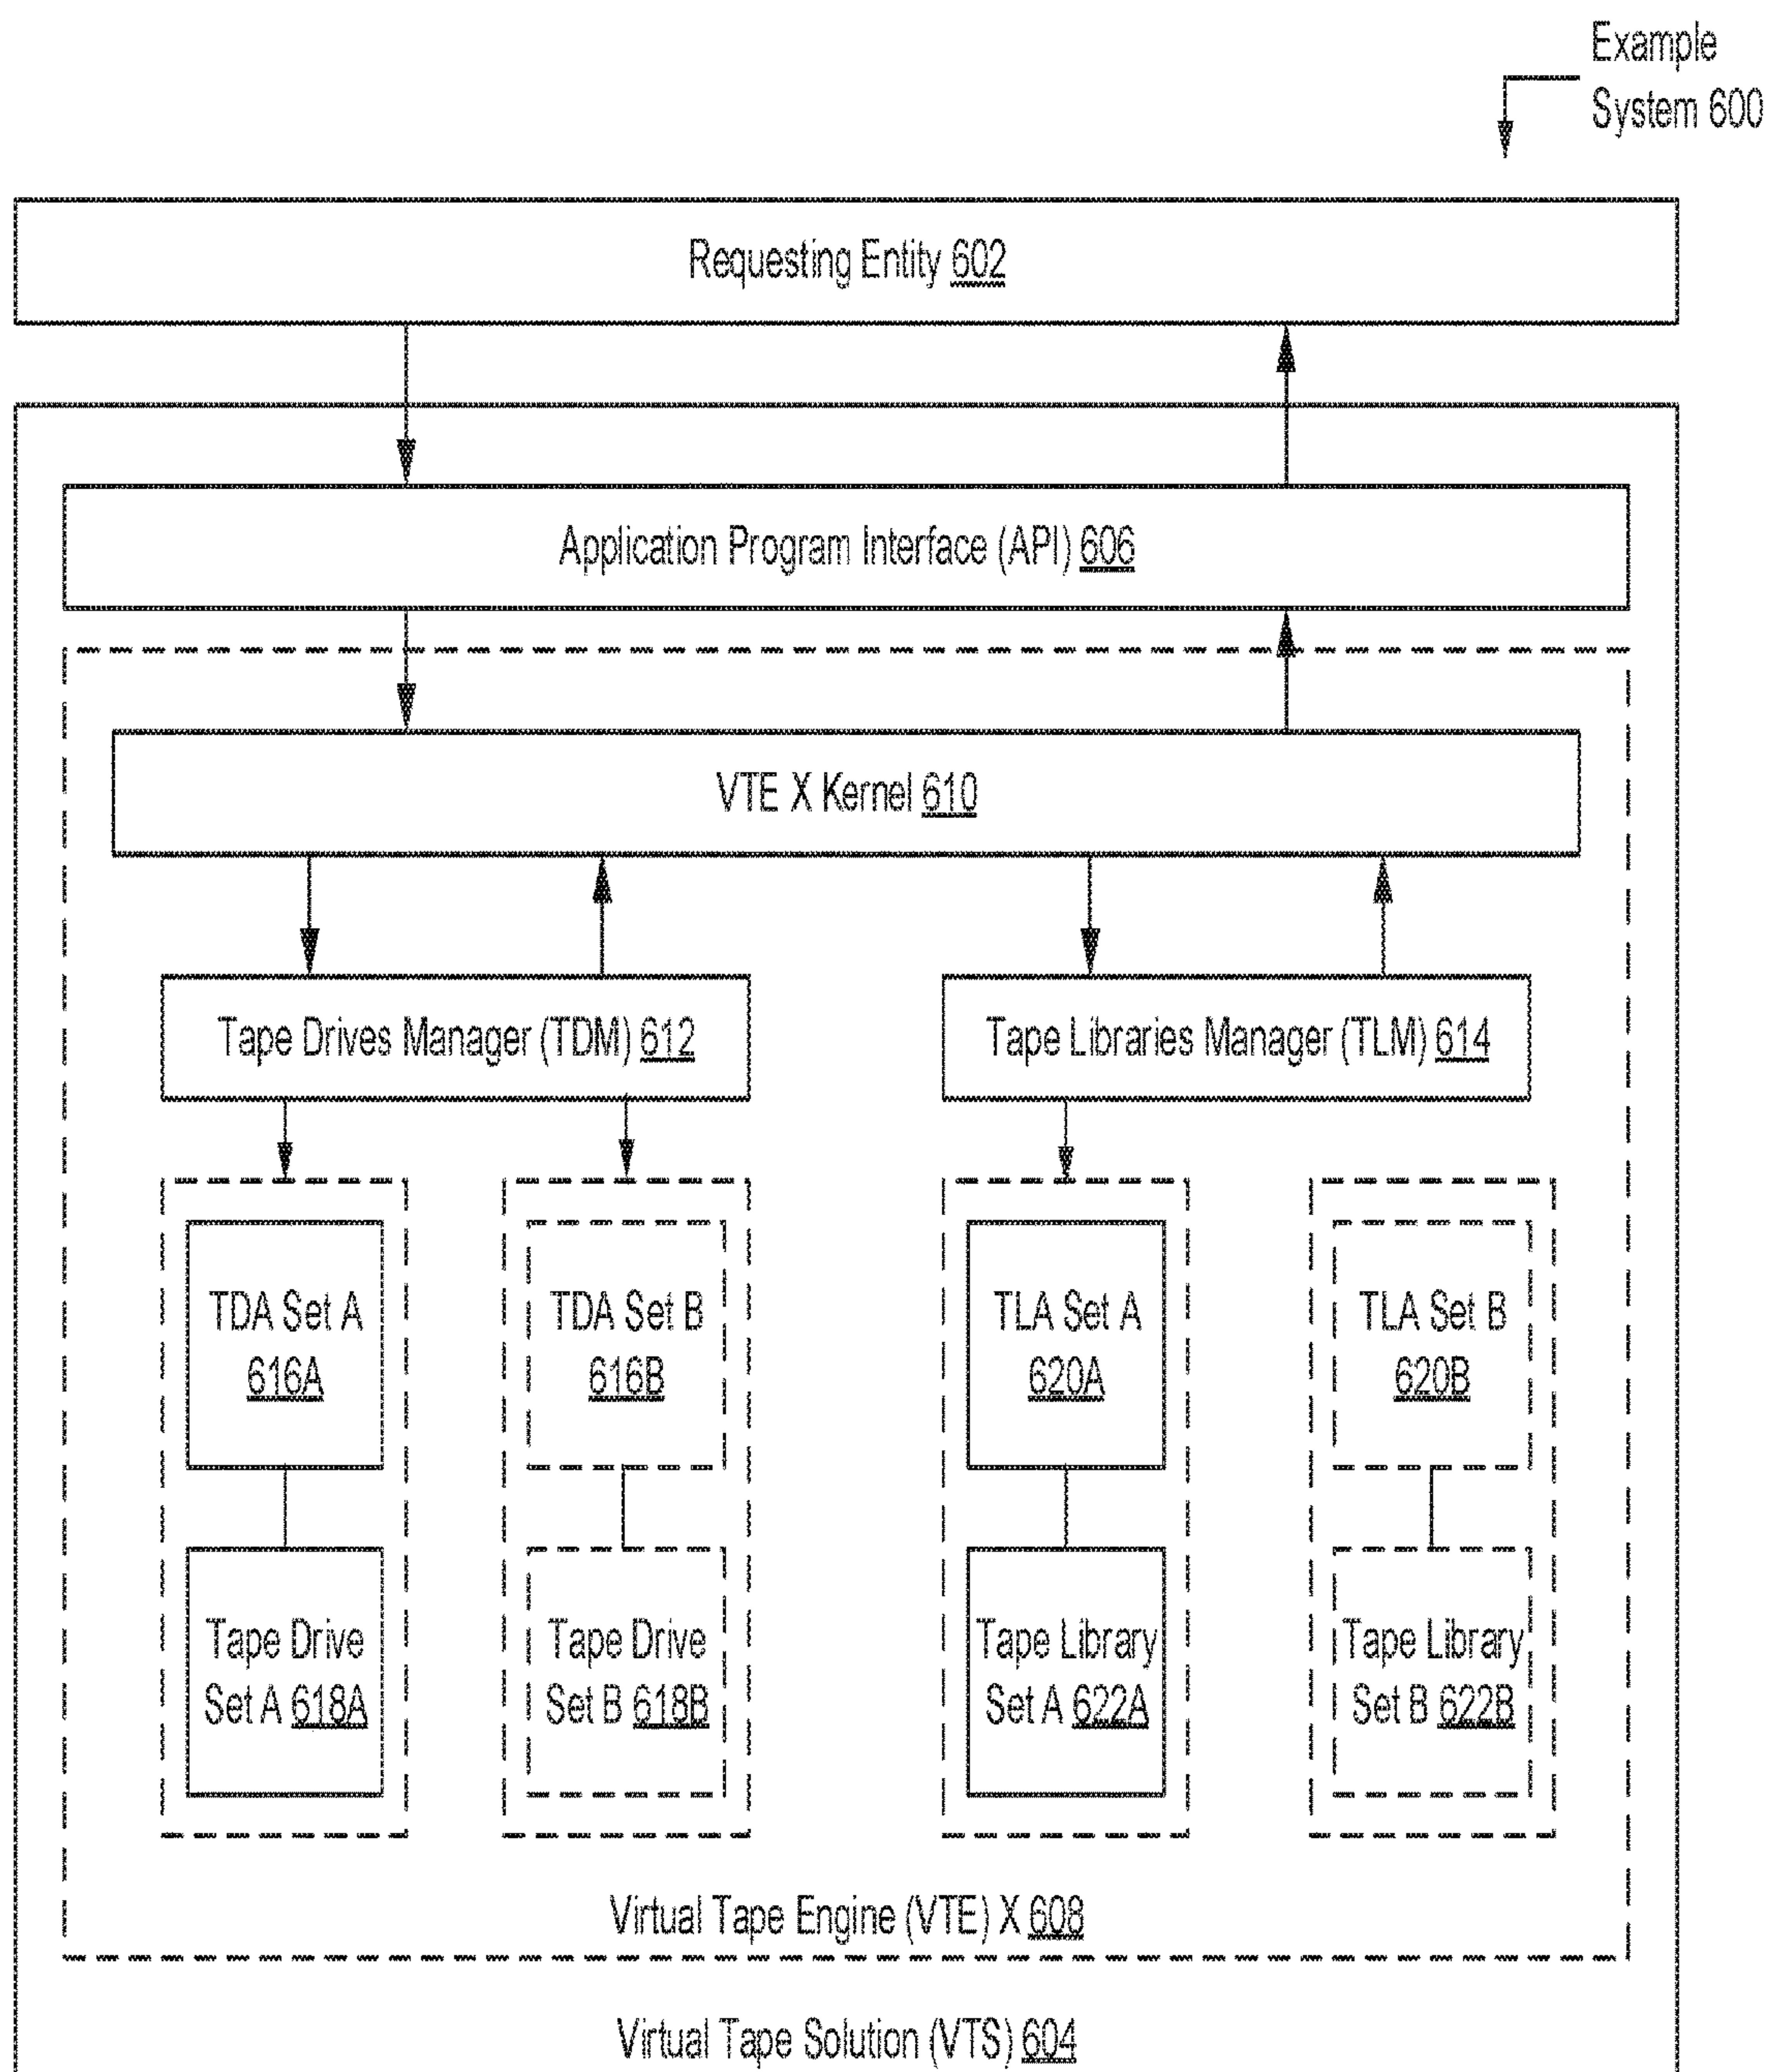 Example
System 600
Requesting Entity 602
Application Program Interface (API) 606
VTE X Kernel 610
Tape Drives Manager (TDM) 612
Tape Libraries Manager (TLM) 614
TDA Set A
616A
TDA Set B
616B
TLA Set A
620A
TLA Set B
620B
Tape Drive
Set A 618A
Tape Drive
Set B 618B
Tape Library
Set A 622A
Tape Library
Set B 622B
Virtual Tape Engine (VTE) X 608
Virtual Tape Solution (VTS) 604